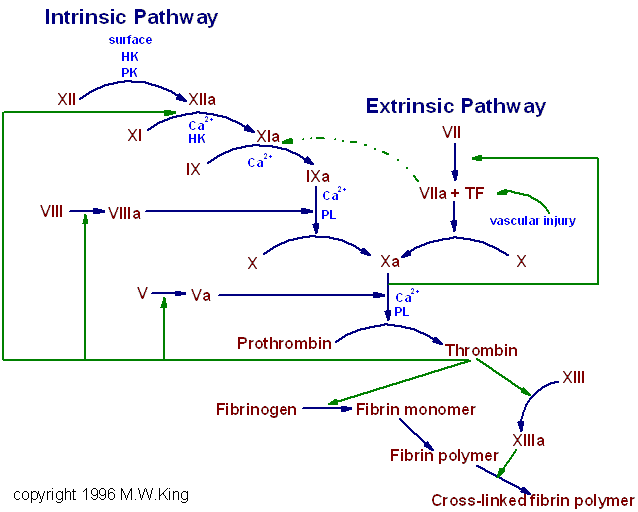 Intrinsic Pathway
surface
HK
PK
XII
XIIa
Extrinsic Pathway
XI
Ca2+
HK
XIa
VII
IX
Ca2+
IXa
VIIa + TF
Ca2+
PL
VIII
VIIIa
vascular injury
X
Xa
X
V
Va
Ca2+
PL
Prothrombin
Thrombin
XIII
Fibrinogen
Fibrin monomer
XIIIa
Fibrin polymer
Cross-linked fibrin polymer
copyright 1996 M.W.King